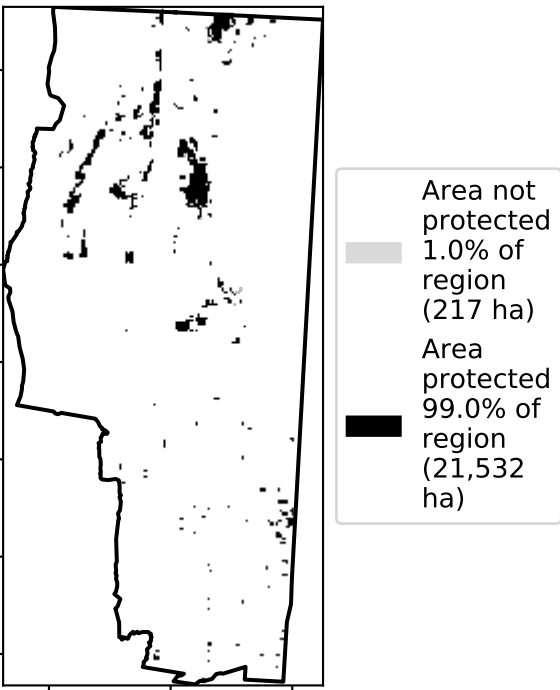 Area not
protected
1.0% of
region
(217 ha)
Area
protected
99.0% of
region
(21,532
ha)